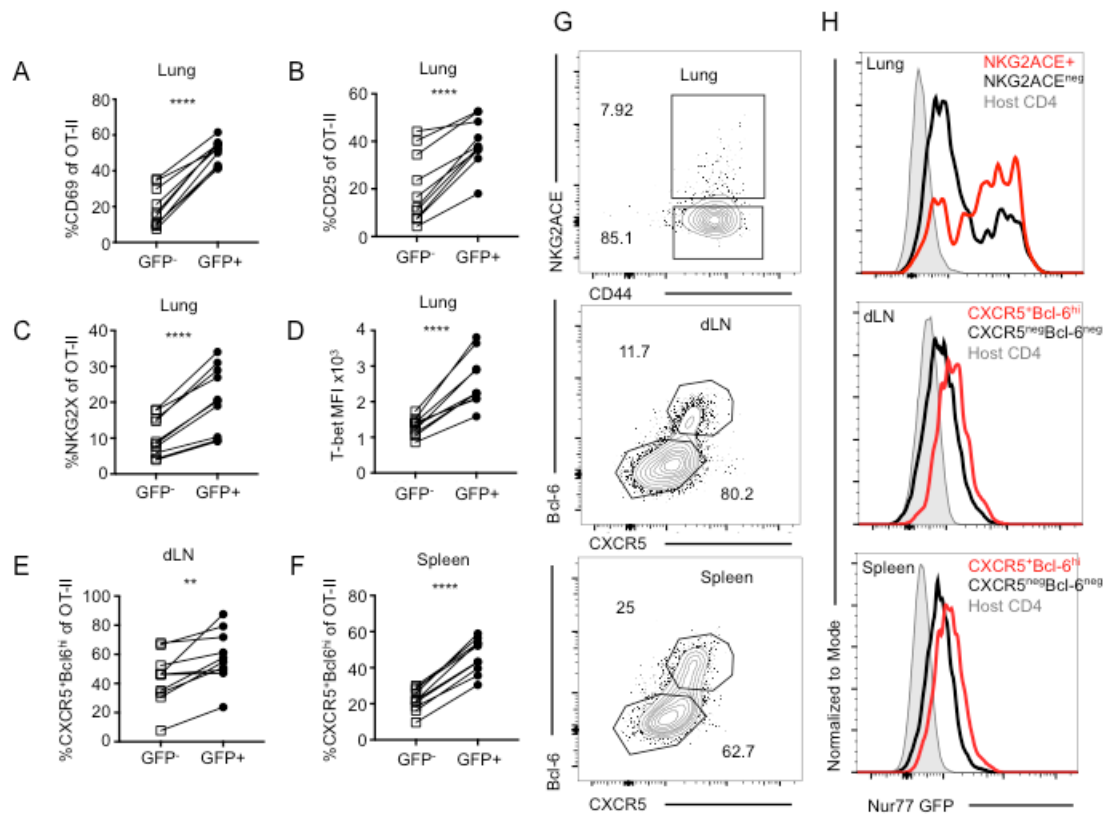 A
Lung
****
%CD69 of OT-II
80
60
40
20
0
GFP-
GFP+
B
Lung
****
%CD25 of OT-II
60
40
20
0
GFP-
GFP+
C
Lung
****
%NKG2X of OT-II
40
30
20
10
0
GFP-
GFP+
D
Lung
****
T-bet MFI x10³
4
3
2
1
0
GFP-
GFP+
E
dLN
**
%CXCR5⁺Bcl6ʰⁱ of OT-II
100
80
60
40
20
0
GFP-
GFP+
F
Spleen
****
%CXCR5⁺Bcl6ʰⁱ of OT-II
80
60
40
20
0
GFP-
GFP+
G
Lung
7.92
85.1
NKG2ACE
CD44
dLN
11.7
80.2
Bcl-6
CXCR5
Spleen
25
62.7
Bcl-6
CXCR5
H
Lung
NKG2ACE+
NKG2ACEⁿᵉᵍ
Host CD4
dLN
CXCR5⁺Bcl-6ʰⁱ
CXCR5ⁿᵉᵍBcl-6ⁿᵉᵍ
Host CD4
Spleen
CXCR5⁺Bcl-6ʰⁱ
CXCR5ⁿᵉᵍBcl-6ⁿᵉᵍ
Host CD4
Normalized to Mode
Nur77 GFP